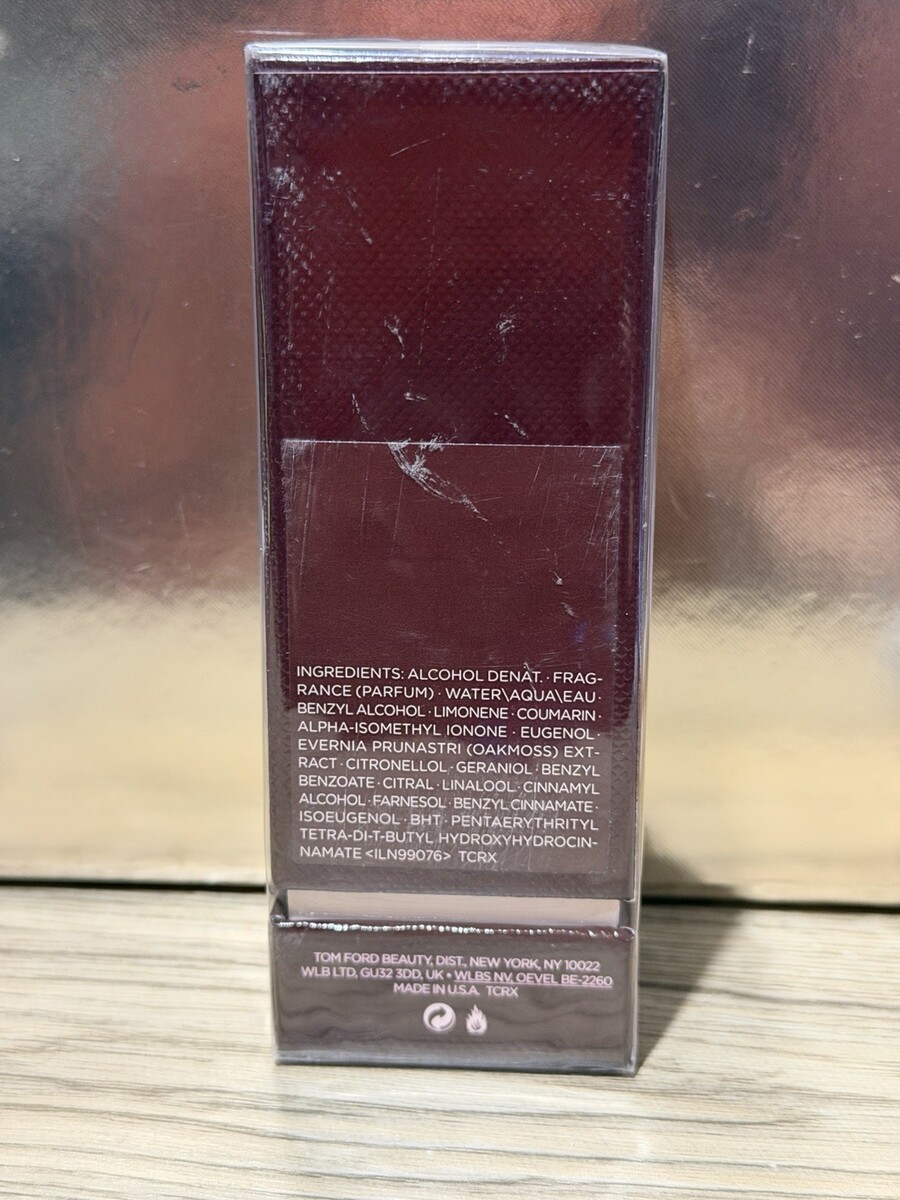 INGREDIENTS: ALCOHOL DENAT. · FRAG-
RANCE (PARFUM) · WATER\AQUA\EAU ·
BENZYL ALCOHOL · LIMONENE · COUMARIN ·
ALPHA-ISOMETHYL IONONE · EUGENOL ·
EVERNIA PRUNASTRI (OAKMOSS) EXT-
RACT · CITRONELLOL · GERANIOL · BENZYL
BENZOATE · CITRAL · LINALOOL · CINNAMYL
ALCOHOL · FARNESOL · BENZYL CINNAMATE ·
ISOEUGENOL · BHT · PENTAERYTHRITYL
TETRA-DI-T-BUTYL HYDROXYHYDROCIN-
NAMATE <ILN99076> TCRX
TOM FORD BEAUTY, DIST., NEW YORK, NY 10022
WLB LTD, GU32 3DD, UK • WLBS NV, OEVEL BE-2260
MADE IN U.S.A. TCRX